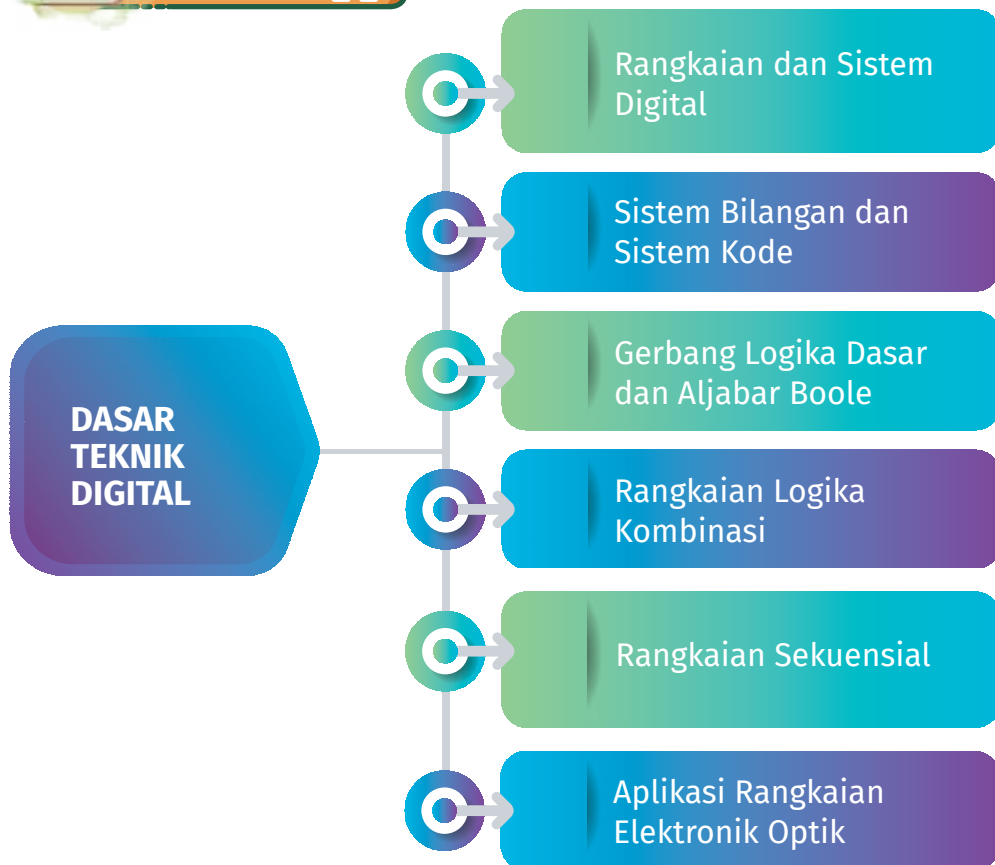 Rangkaian dan Sistem
Digital
Sistem Bilangan dan
Sistem Kode
Gerbang Logika Dasar
dan Aljabar Boole
DASAR
TEKNIK
DIGITAL
Rangkaian Logika
Kombinasi
Rangkaian Sekuensial
Aplikasi Rangkaian
Elektronik Optik